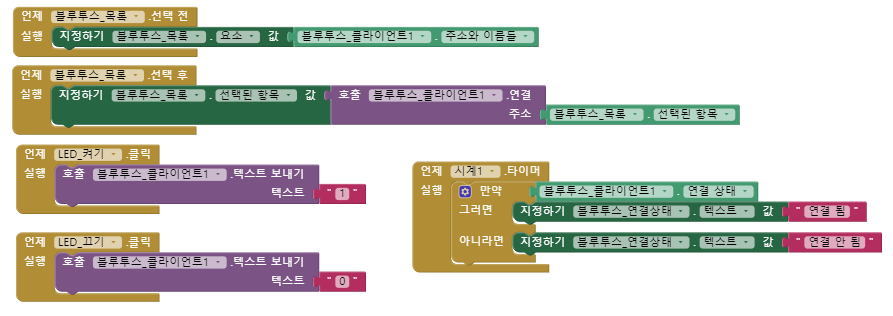 언제 블루투스_목록 .선택 전
실행 지정하기 블루투스_목록 . 요소 값 블루투스_클라이언트1 . 주소와 이름들
언제 블루투스_목록 .선택 후
실행 지정하기 블루투스_목록 . 선택된 항목 값 호출 블루투스_클라이언트1 .연결
주소 블루투스_목록 . 선택된 항목
언제 LED_켜기 .클릭
실행 호출 블루투스_클라이언트1 .텍스트 보내기
텍스트 " 1 "
언제 LED_끄기 .클릭
실행 호출 블루투스_클라이언트1 .텍스트 보내기
텍스트 " 0 "
언제 시계1 .타이머
실행 만약 블루투스_클라이언트1 . 연결 상태
그러면 지정하기 블루투스_연결상태 . 텍스트 값 " 연결 됨 "
아니라면 지정하기 블루투스_연결상태 . 텍스트 값 " 연결 안 됨 "